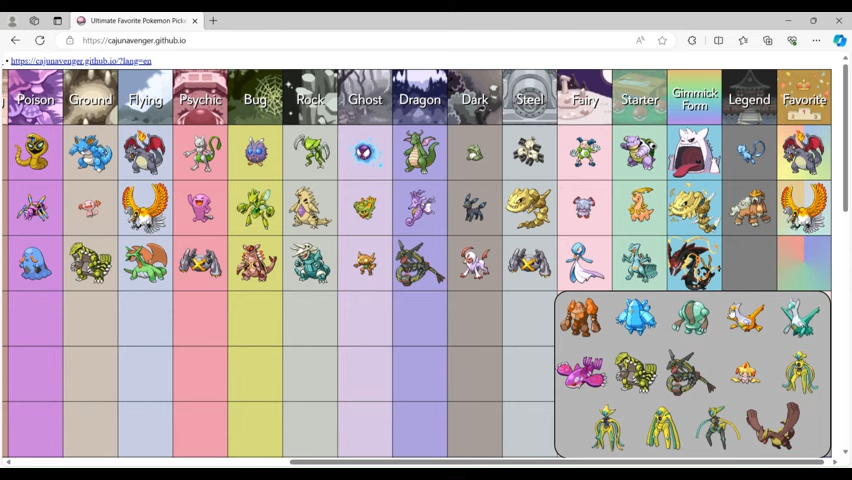 Ultimate Favorite Pokemon Pick
https://cajunavenger.github.io
• https://cajunavenger.github.io/?lang=en
Poison Ground Flying Psychic Bug Rock Ghost Dragon Dark Steel Fairy Starter Gimmick Form Legend Favorite